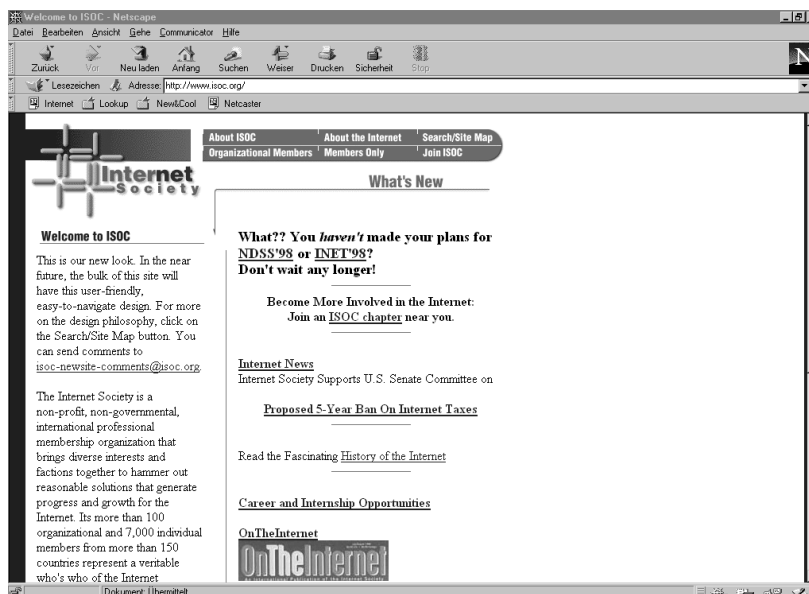 Welcome to ISOC - Netscape
Datei Bearbeiten Ansicht Gehe Communicator Hilfe
Zurück Vor Neu laden Anfang Suchen Weiser Drucken Sicherheit Stop
Lesezeichen Adresse: http://www.isoc.org/
Internet Lookup New&Cool Netcaster
About ISOC About the Internet Search/Site Map
Organizational Members Members Only Join ISOC
Internet
Society
What's New
Welcome to ISOC
This is our new look. In the near
future, the bulk of this site will
have this user-friendly,
easy-to-navigate design. For more
on the design philosophy, click on
the Search/Site Map button. You
can send comments to
isoc-newsite-comments@isoc.org.
The Internet Society is a
non-profit, non-governmental,
international professional
membership organization that
brings diverse interests and
factions together to hammer out
reasonable solutions that generate
progress and growth for the
Internet. Its more than 100
organizational and 7,000 individual
members from more than 150
countries represent a veritable
who's who of the Internet
What?? You haven't made your plans for
NDSS'98 or INET'98?
Don't wait any longer!
Become More Involved in the Internet:
Join an ISOC chapter near you.
Internet News
Internet Society Supports U.S. Senate Committee on
Proposed 5-Year Ban On Internet Taxes
Read the Fascinating History of the Internet
Career and Internship Opportunities
OnTheInternet
OnTheInternet
An International Publication of the Internet Society
Dokument: Übermittelt